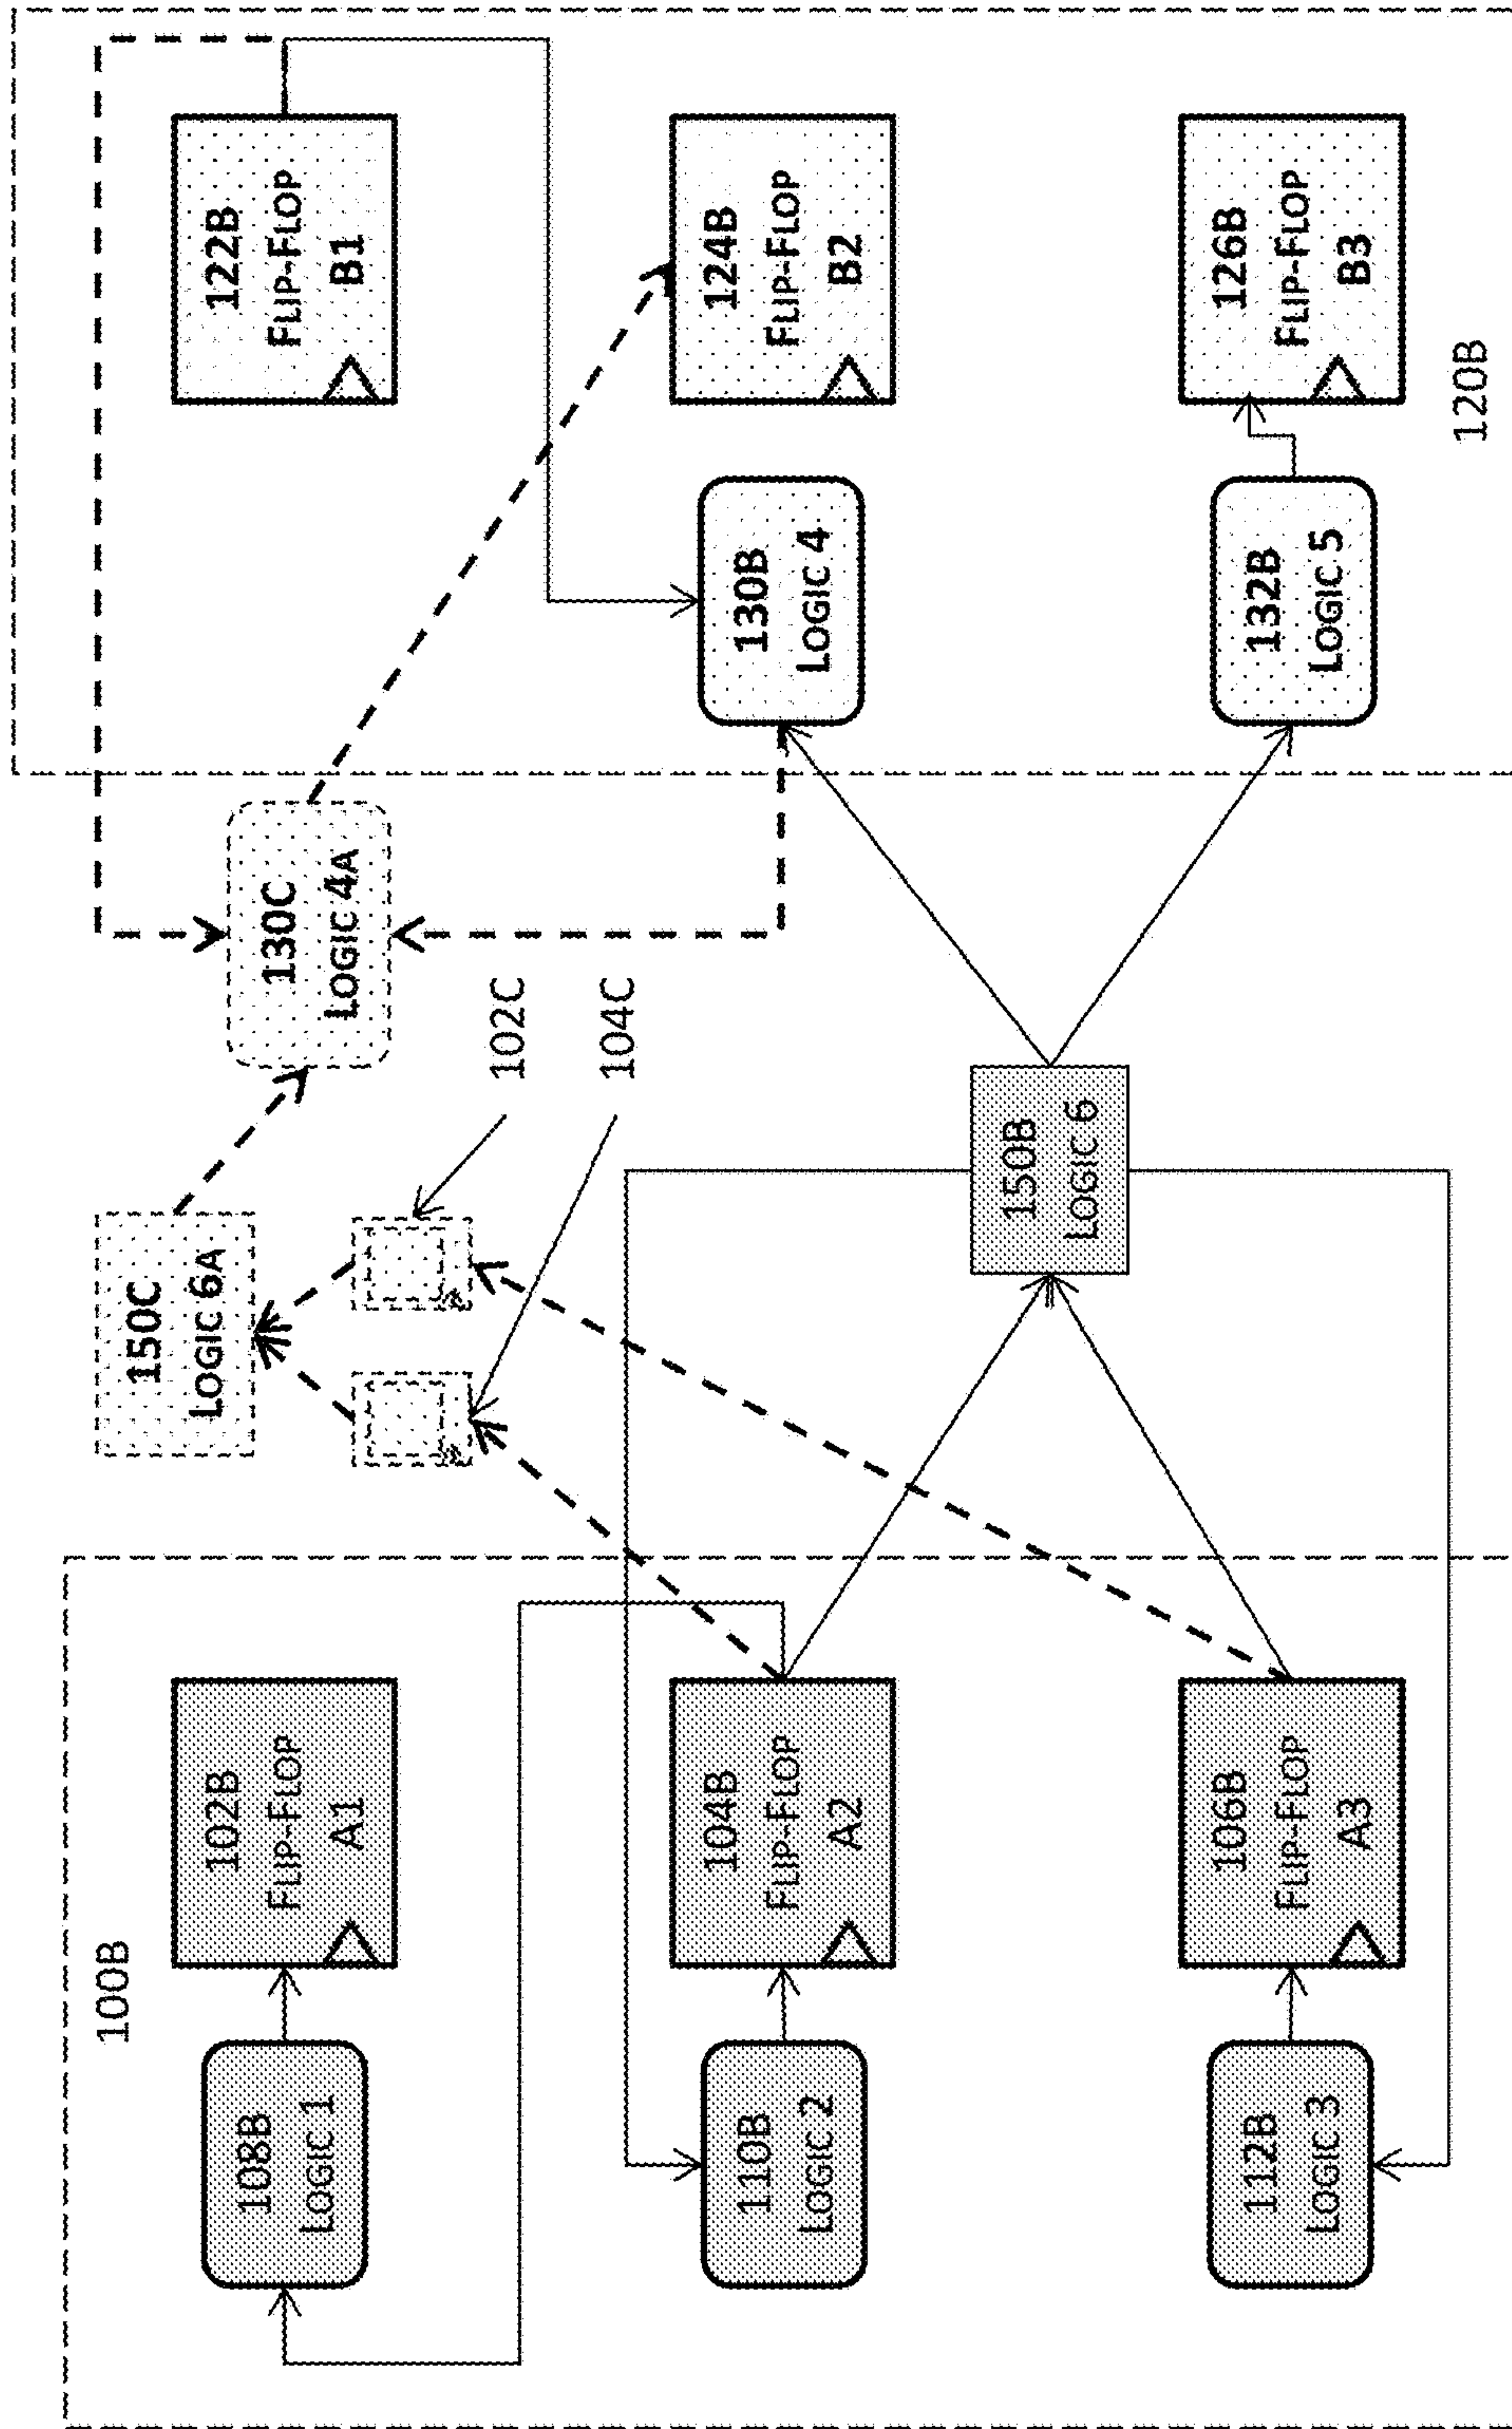 100B
108B
LOGIC 1
102B
FLIP-FLOP
A1
110B
LOGIC 2
104B
FLIP-FLOP
A2
112B
LOGIC 3
106B
FLIP-FLOP
A3
150C
LOGIC 6A
102C
104C
150B
LOGIC 6
130C
LOGIC 4A
130B
LOGIC 4
132B
LOGIC 5
122B
FLIP-FLOP
B1
124B
FLIP-FLOP
B2
126B
FLIP-FLOP
B3
120B